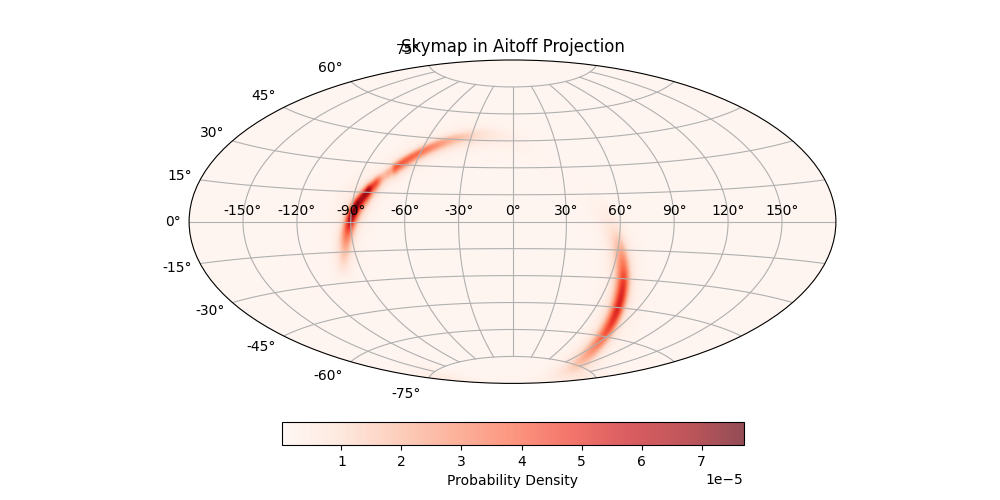 Skymap in Aitoff Projection
75°
60°
45°
30°
15°
-150° -120° -90° -60° -30° 0° 30° 60° 90° 120° 150°
0°
-15°
-30°
-45°
-60°
-75°
1 2 3 4 5 6 7
1e−5
Probability Density